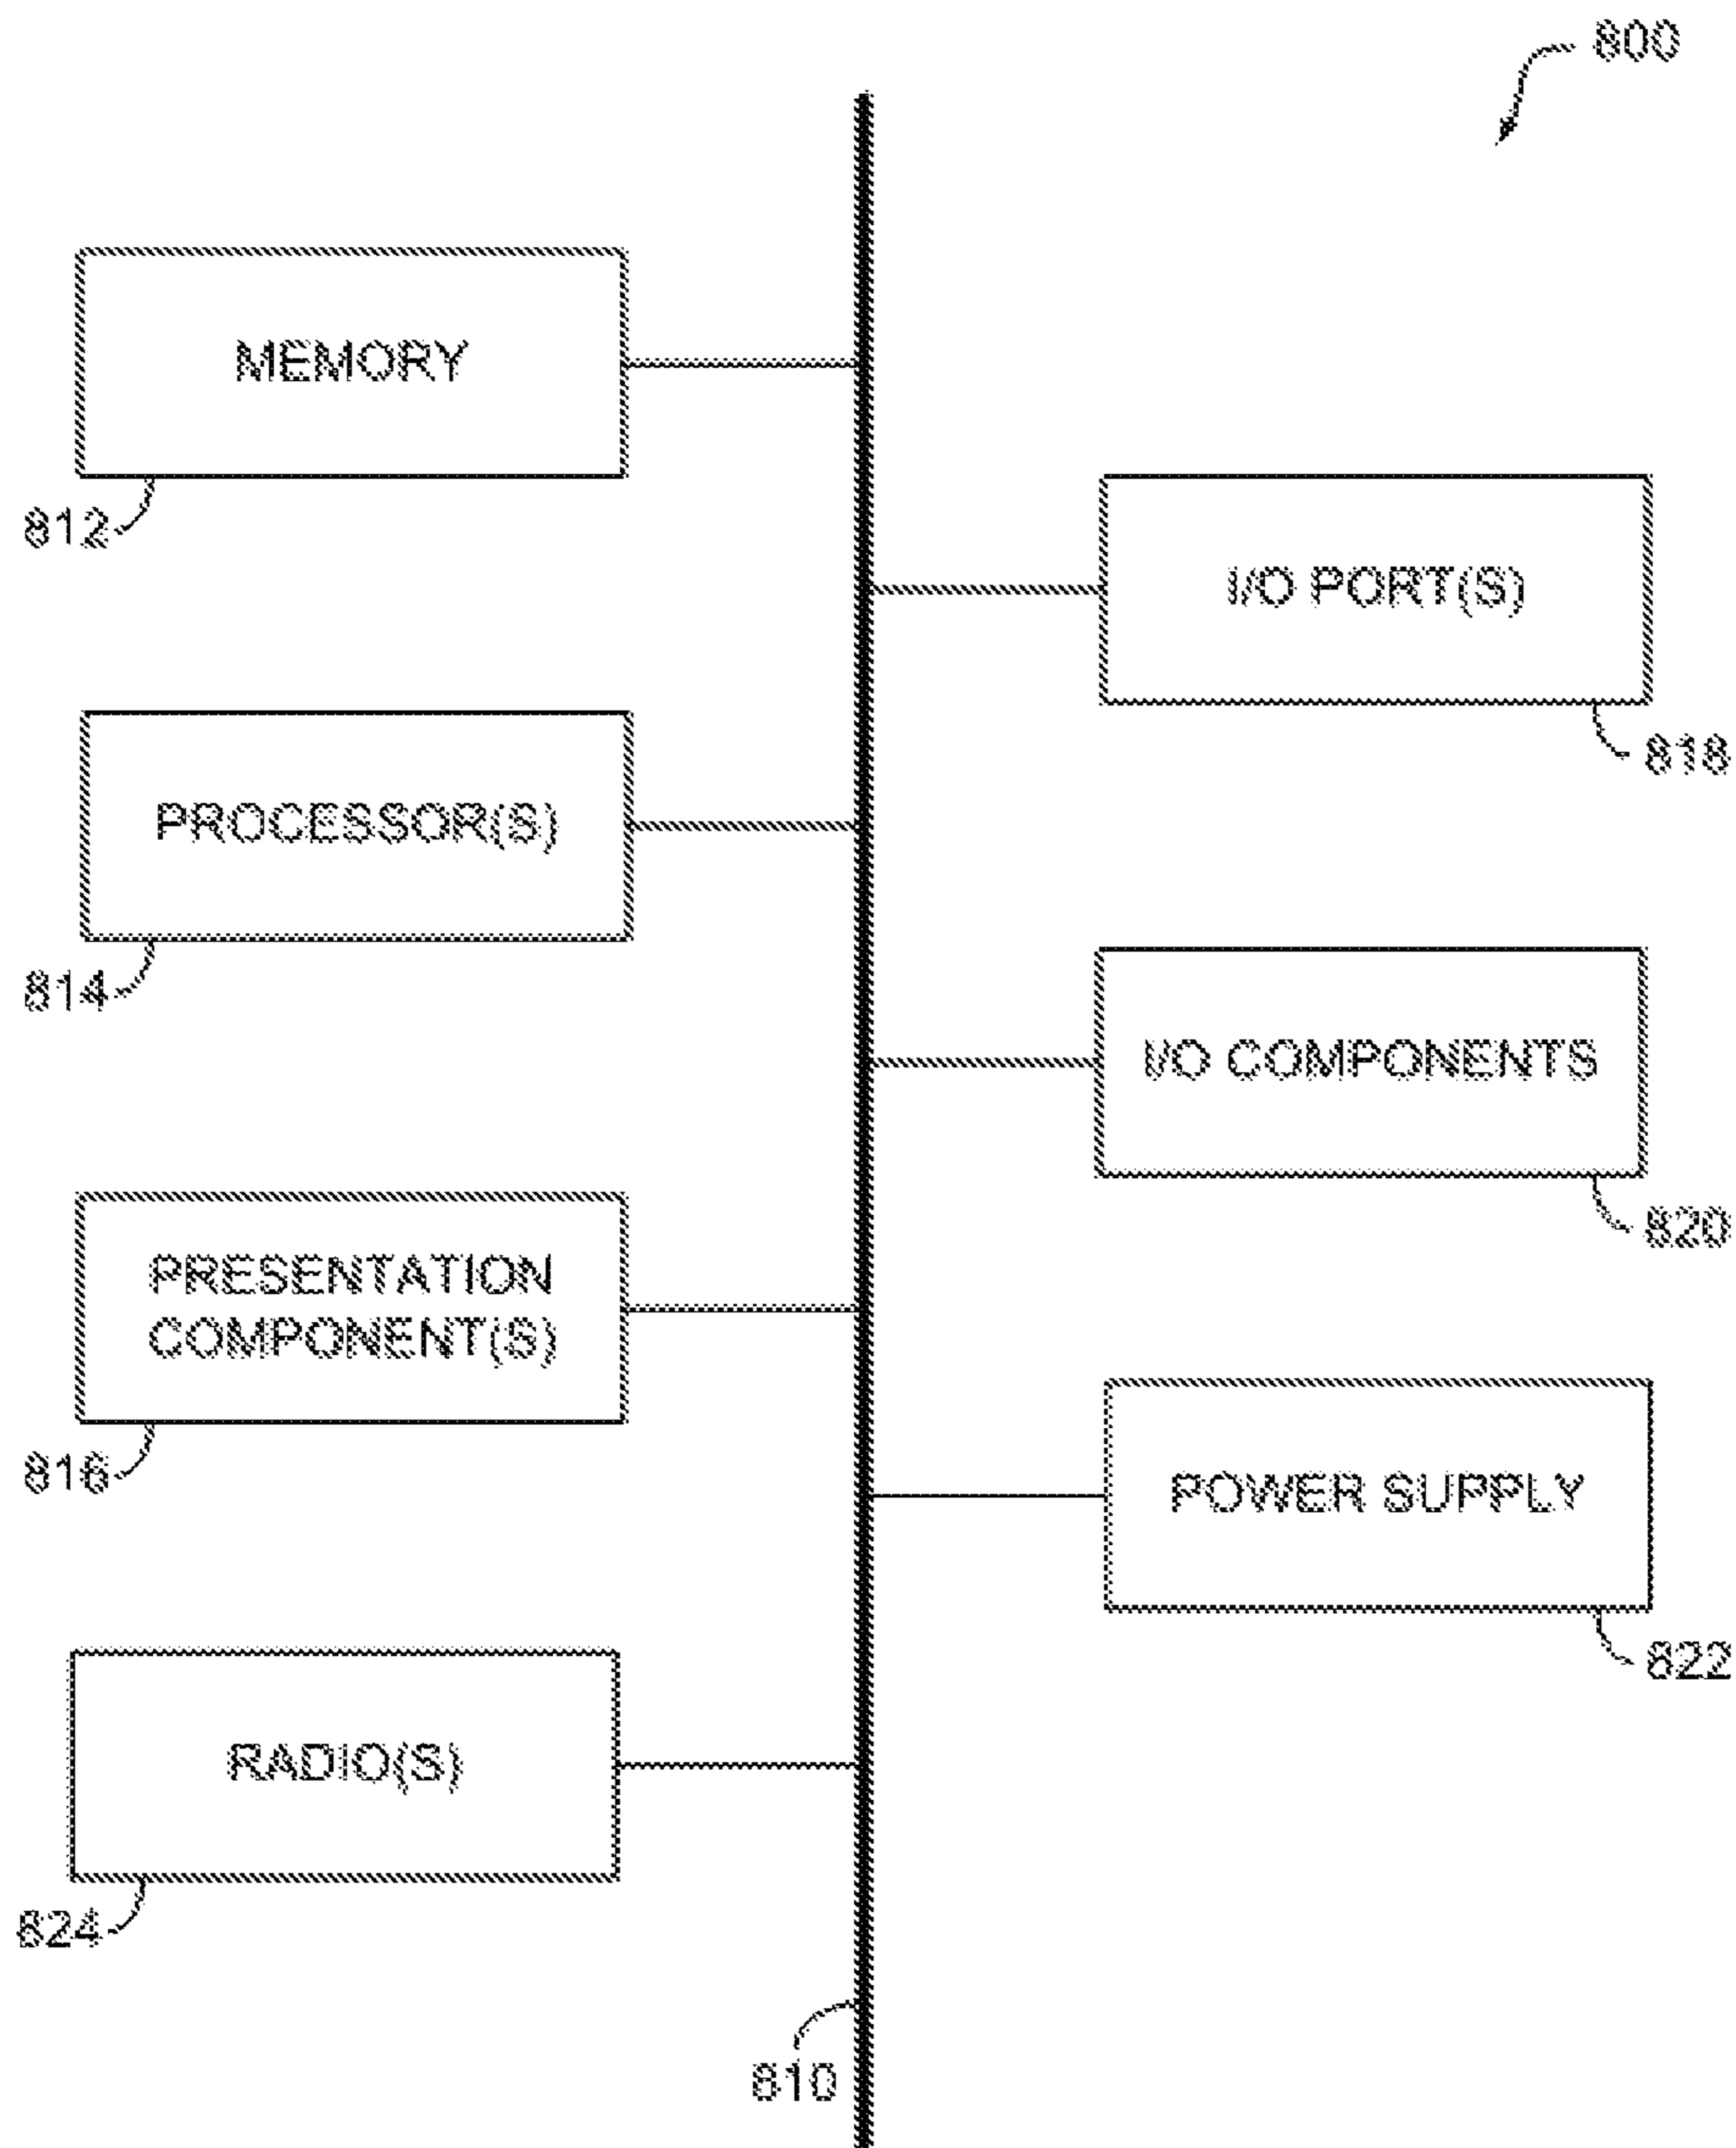 800
MEMORY
812
I/O PORT(S)
818
PROCESSOR(S)
814
I/O COMPONENTS
820
PRESENTATION
COMPONENT(S)
816
POWER SUPPLY
822
RADIO(S)
824
810